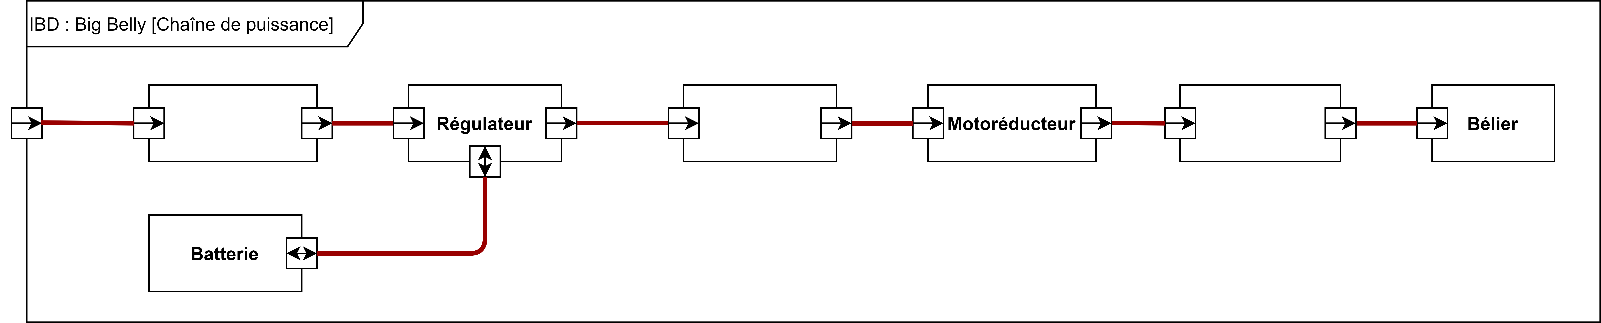 IBD : Big Belly [Chaîne de puissance]
Régulateur
Motoréducteur
Bélier
Batterie